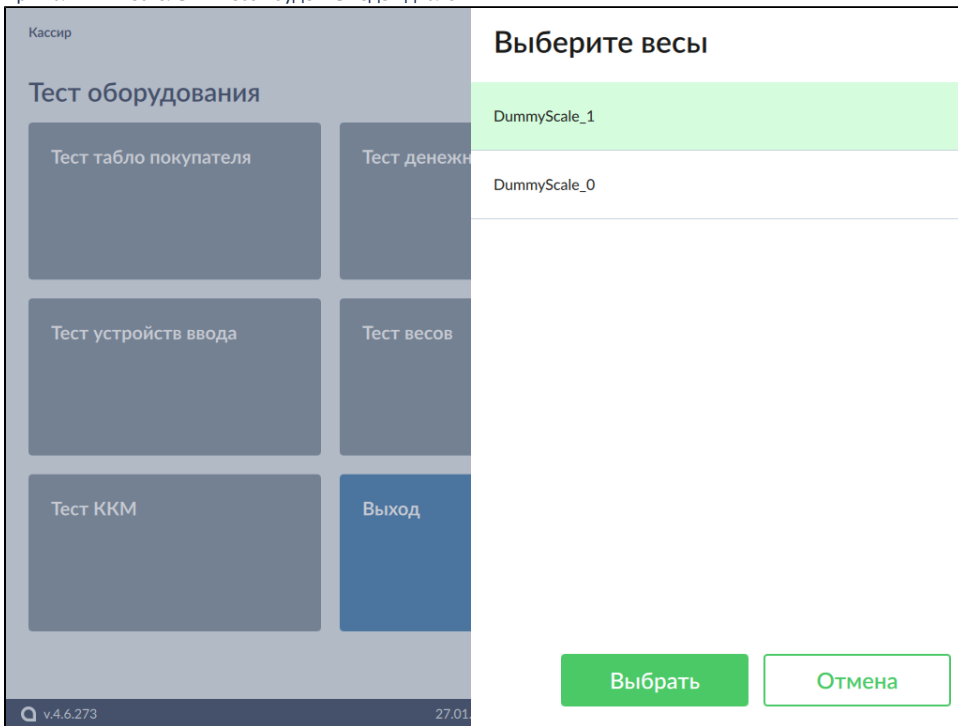 Кассир
Тест оборудования
Тест табло покупателя
Тест денежн
Тест устройств ввода
Тест весов
Тест ККМ
Выход
v.4.6.273
27.01.
Выберите весы
DummyScale_1
DummyScale_0
Выбрать
Отмена